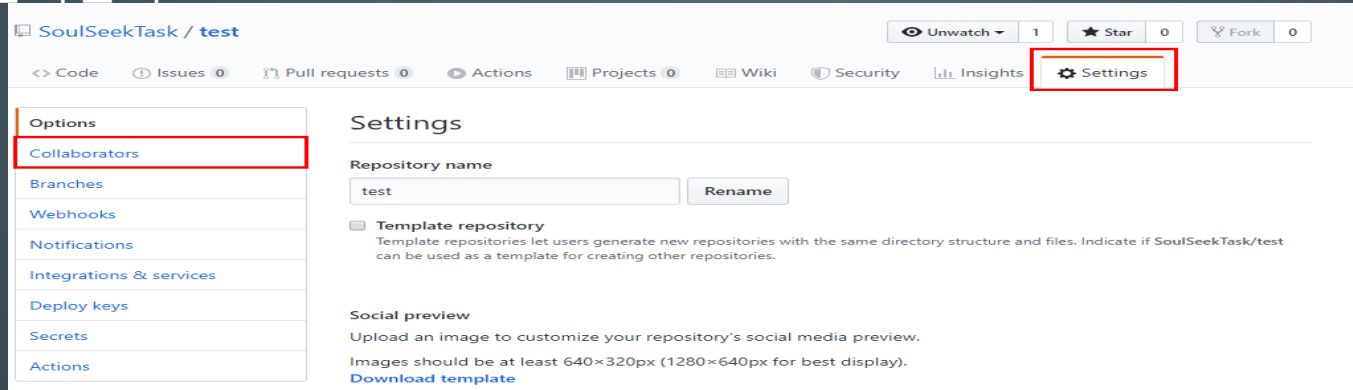 SoulSeekTask / test
Unwatch 1 Star 0 Fork 0
Code Issues 0 Pull requests 0 Actions Projects 0 Wiki Security Insights Settings
Options
Collaborators
Branches
Webhooks
Notifications
Integrations & services
Deploy keys
Secrets
Actions
Settings
Repository name
test Rename
Template repository
Template repositories let users generate new repositories with the same directory structure and files. Indicate if SoulSeekTask/test
can be used as a template for creating other repositories.
Social preview
Upload an image to customize your repository's social media preview.
Images should be at least 640×320px (1280×640px for best display).
Download template